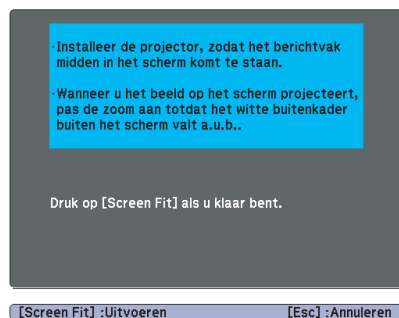 ·Installeer de projector, zodat het berichtvak
midden in het scherm komt te staan.
·Wanneer u het beeld op het scherm projecteert,
pas de zoom aan totdat het witte buitenkader
buiten het scherm valt a.u.b..
Druk op [Screen Fit] als u klaar bent.
[Screen Fit] :Uitvoeren [Esc] :Annuleren